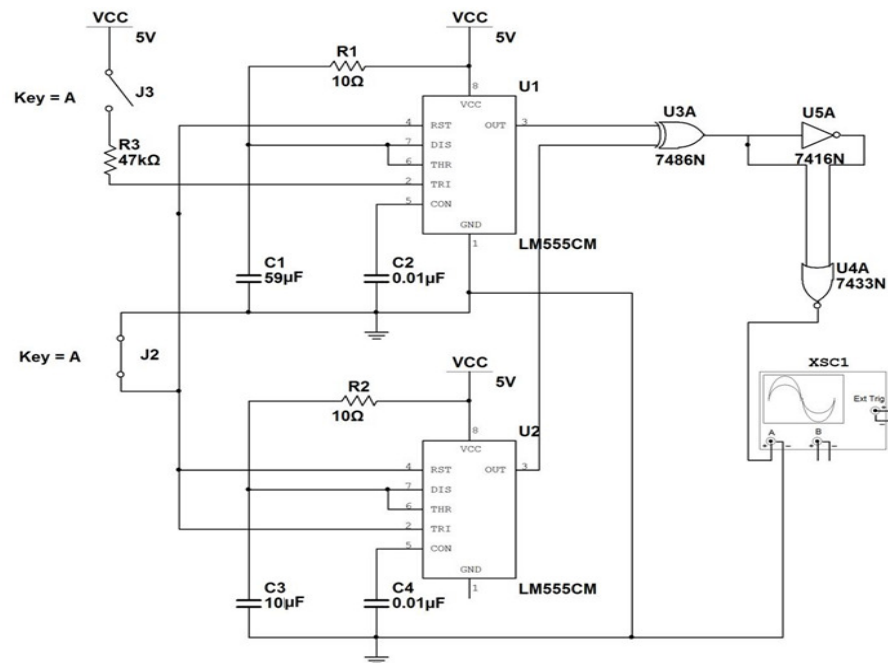 VCC
5V
Key = A
J3
R3
47kΩ
VCC
5V
R1
10Ω
U1
8
VCC
4
RST
OUT
3
7
DIS
6
THR
2
TRI
5
CON
GND
1
LM555CM
C1
59µF
C2
0.01µF
U3A
7486N
U5A
7416N
U4A
7433N
Key = A
J2
VCC
5V
R2
10Ω
U2
8
VCC
4
RST
OUT
3
7
DIS
6
THR
2
TRI
5
CON
GND
1
LM555CM
C3
10µF
C4
0.01µF
XSC1
Ext Trig
+
–
A
B
+
–
+
–